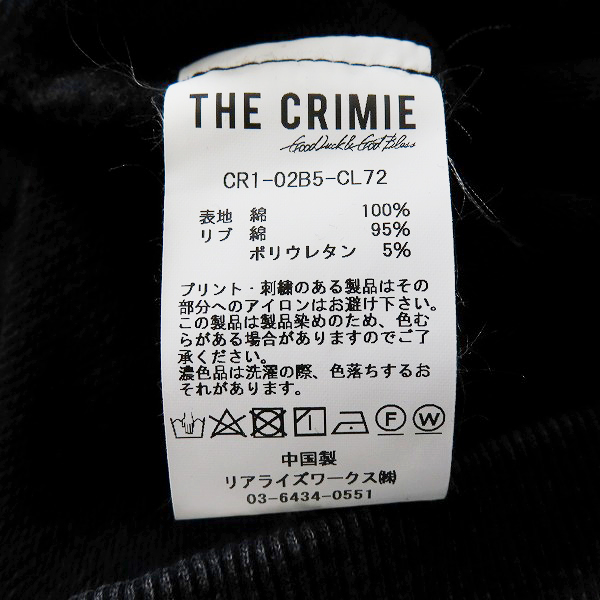 THE CRIMIE
Good Luck & God Bless
CR1-02B5-CL72
表地 綿 100%
リブ 綿 95%
ポリウレタン 5%
プリント・刺繍のある製品はその
部分へのアイロンはお避け下さい。
この製品は製品染めのため、色む
らがある場合がありますのでご了
承ください。
濃色品は洗濯の際、色落ちするお
それがあります。
F W
中国製
リアライズワークス㈱
03-6434-0551